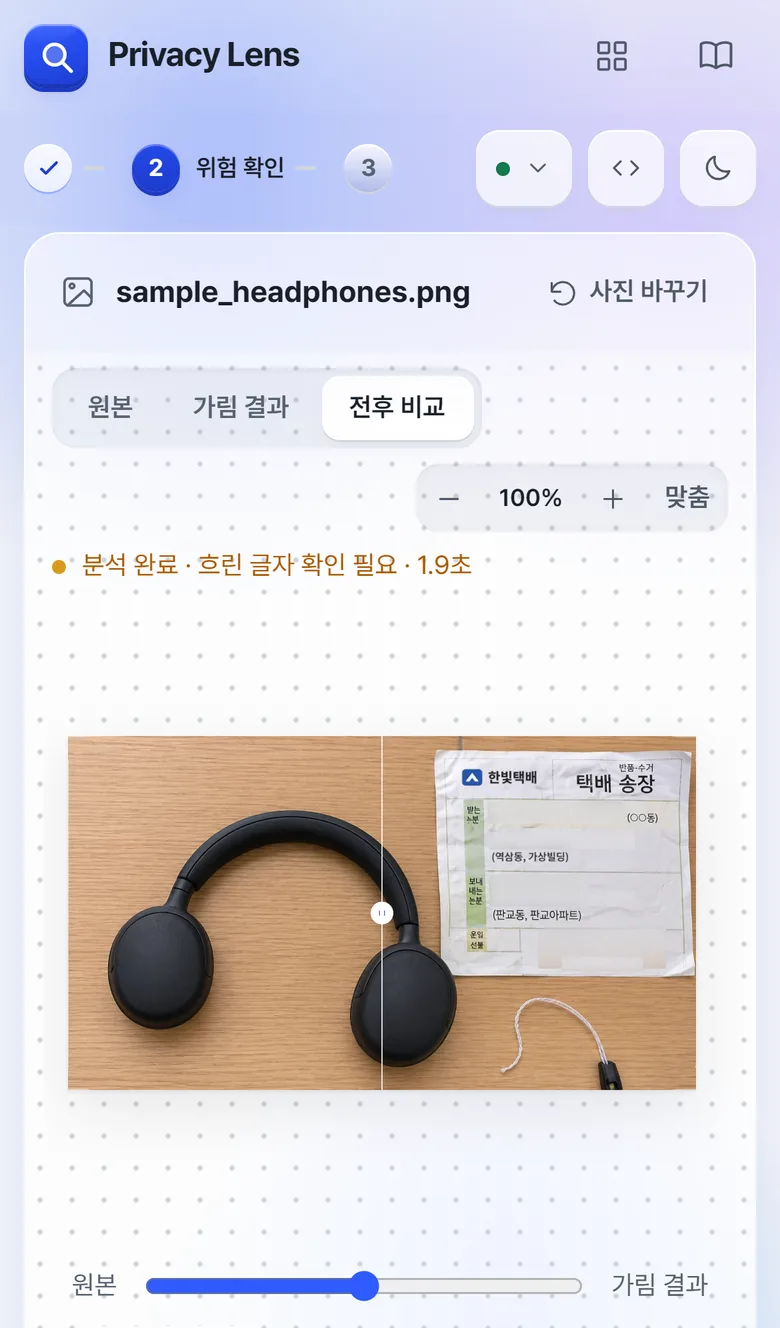 Privacy Lens
2 위험 확인 3
sample_headphones.png 사진 바꾸기
원본 가림 결과 전후 비교
— 100% + 맞춤
분석 완료 · 흐린 글자 확인 필요 · 1.9초
한빛택배
반품·수거
택배 송장
받는
(○○동)
(역삼동, 가상빌딩)
보내
내는
는분
(판교동, 판교아파트)
운임
선불
원본 가림 결과